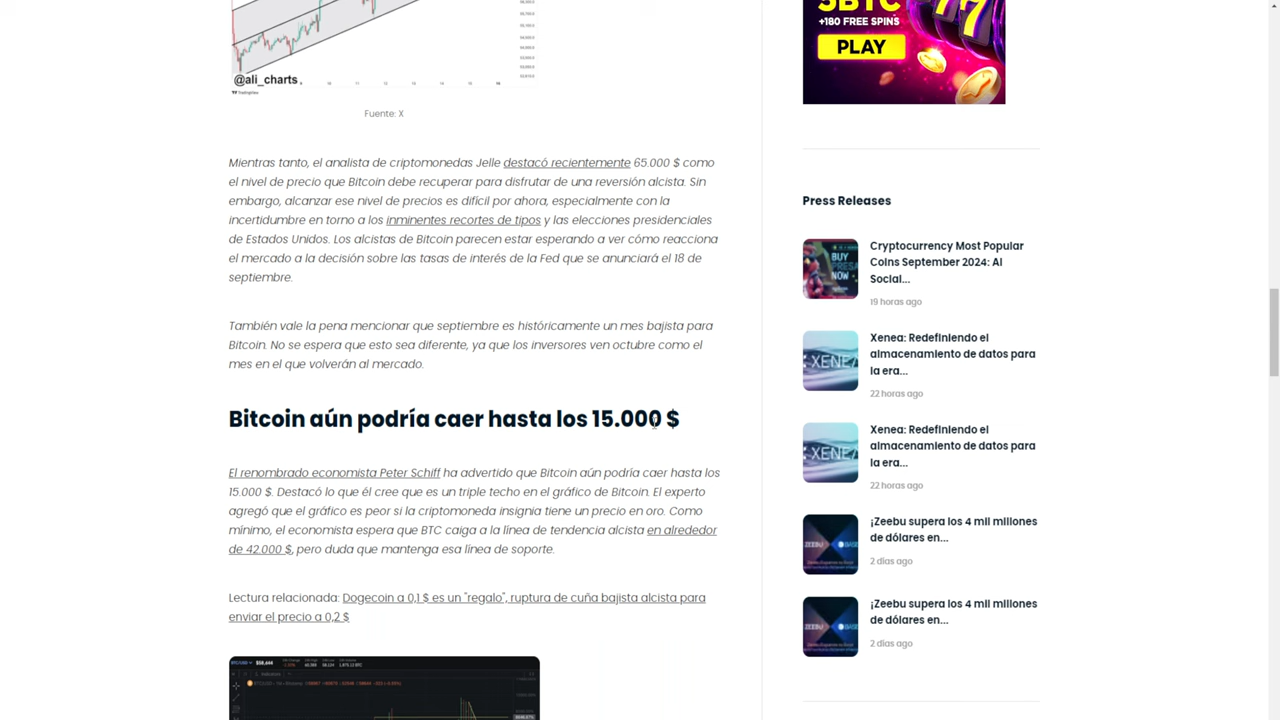 5BTC
+180 FREE SPINS
PLAY
@ali_charts
TradingView
Fuente: X
Mientras tanto, el analista de criptomonedas Jelle destacó recientemente 65.000 $ como
el nivel de precio que Bitcoin debe recuperar para disfrutar de una reversión alcista. Sin
embargo, alcanzar ese nivel de precios es difícil por ahora, especialmente con la
incertidumbre en torno a los inminentes recortes de tipos y las elecciones presidenciales
de Estados Unidos. Los alcistas de Bitcoin parecen estar esperando a ver cómo reacciona
el mercado a la decisión sobre las tasas de interés de la Fed que se anunciará el 18 de
septiembre.
También vale la pena mencionar que septiembre es históricamente un mes bajista para
Bitcoin. No se espera que esto sea diferente, ya que los inversores ven octubre como el
mes en el que volverán al mercado.
Bitcoin aún podría caer hasta los 15.000 $
El renombrado economista Peter Schiff ha advertido que Bitcoin aún podría caer hasta los
15.000 $. Destacó lo que él cree que es un triple techo en el gráfico de Bitcoin. El experto
agregó que el gráfico es peor si la criptomoneda insignia tiene un precio en oro. Como
mínimo, el economista espera que BTC caiga a la línea de tendencia alcista en alrededor
de 42.000 $, pero duda que mantenga esa línea de soporte.
Lectura relacionada: Dogecoin a 0,1 $ es un "regalo", ruptura de cuña bajista alcista para
enviar el precio a 0,2 $
Press Releases
Cryptocurrency Most Popular
Coins September 2024: AI
Social...
19 horas ago
Xenea: Redefiniendo el
almacenamiento de datos para
la era...
22 horas ago
Xenea: Redefiniendo el
almacenamiento de datos para
la era...
22 horas ago
¡Zeebu supera los 4 mil millones
de dólares en...
2 días ago
¡Zeebu supera los 4 mil millones
de dólares en...
2 días ago